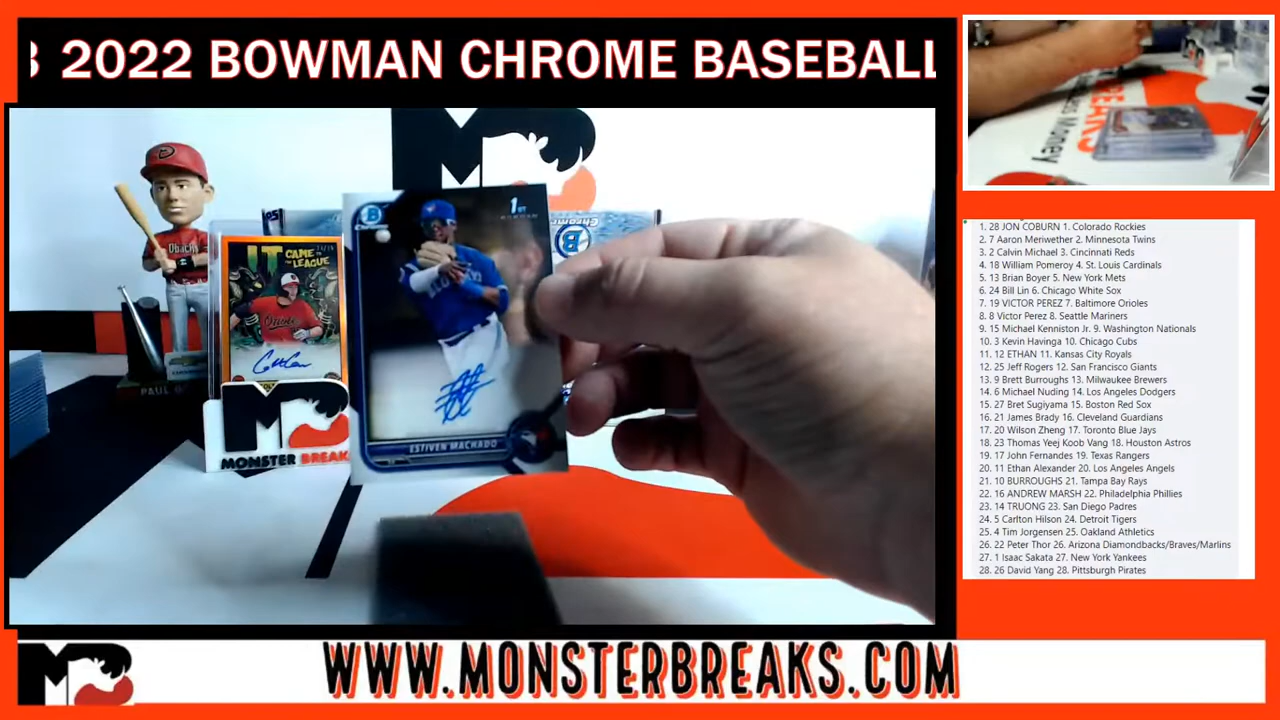 2022 BOWMAN CHROME BASEBALL
Dbacks
PAUL G
IT
CAME
TO
THE
LEAGUE
Orioles
MONSTER BREAK
1ST
BOWMAN
Chrome
ESTIVEN MACHADO
Chrome
Money
1. 28 JON COBURN 1. Colorado Rockies
2. 7 Aaron Meriwether 2. Minnesota Twins
3. 2 Calvin Michael 3. Cincinnati Reds
4. 18 William Pomeroy 4. St. Louis Cardinals
5. 13 Brian Boyer 5. New York Mets
6. 24 Bill Lin 6. Chicago White Sox
7. 19 VICTOR PEREZ 7. Baltimore Orioles
8. 8 Victor Perez 8. Seattle Mariners
9. 15 Michael Kenniston Jr. 9. Washington Nationals
10. 3 Kevin Havinga 10. Chicago Cubs
11. 12 ETHAN 11. Kansas City Royals
12. 25 Jeff Rogers 12. San Francisco Giants
13. 9 Brett Burroughs 13. Milwaukee Brewers
14. 6 Michael Nuding 14. Los Angeles Dodgers
15. 27 Bret Sugiyama 15. Boston Red Sox
16. 21 James Brady 16. Cleveland Guardians
17. 20 Wilson Zheng 17. Toronto Blue Jays
18. 23 Thomas Yeej Koob Vang 18. Houston Astros
19. 17 John Fernandes 19. Texas Rangers
20. 11 Ethan Alexander 20. Los Angeles Angels
21. 10 BURROUGHS 21. Tampa Bay Rays
22. 16 ANDREW MARSH 22. Philadelphia Phillies
23. 14 TRUONG 23. San Diego Padres
24. 5 Carlton Hilson 24. Detroit Tigers
25. 4 Tim Jorgensen 25. Oakland Athletics
26. 22 Peter Thor 26. Arizona Diamondbacks/Braves/Marlins
27. 1 Isaac Sakata 27. New York Yankees
28. 26 David Yang 28. Pittsburgh Pirates
WWW.MONSTERBREAKS.COM